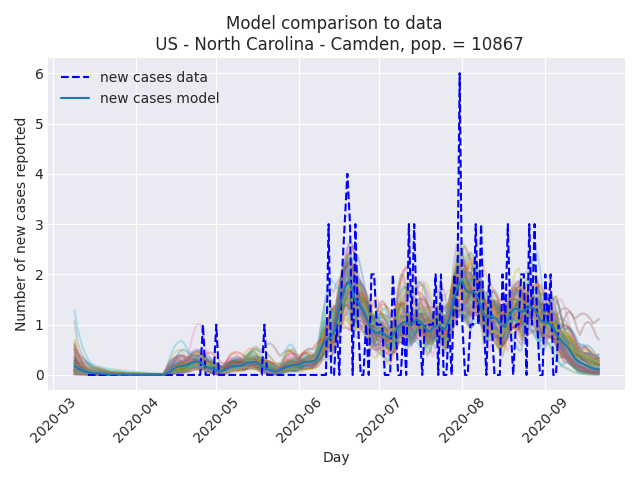 Model comparison to data
US - North Carolina - Camden, pop. = 10867
new cases data
new cases model
Number of new cases reported
6
5
4
3
2
1
0
2020-03
2020-04
2020-05
2020-06
2020-07
2020-08
2020-09
Day